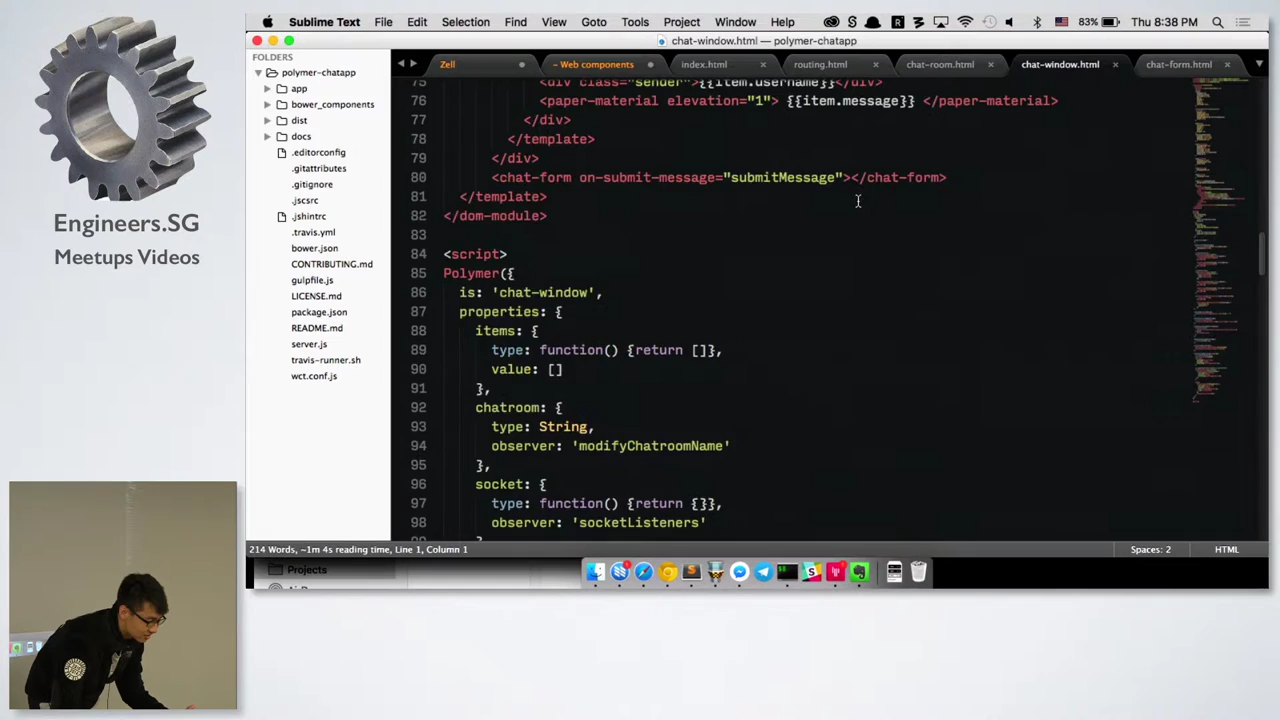 Engineers.SG
Meetups Videos
Sublime Text File Edit Selection Find View Goto Tools Project Window Help 83% Thu 8:38 PM
chat-window.html — polymer-chatapp
FOLDERS
polymer-chatapp
app
bower_components
dist
docs
.editorconfig
.gitattributes
.gitignore
.jscsrc
.jshintrc
.travis.yml
bower.json
CONTRIBUTING.md
gulpfile.js
LICENSE.md
package.json
README.md
server.js
travis-runner.sh
wct.conf.js
Zell ~ Web components index.html routing.html chat-room.html chat-window.html chat-form.html
75 <div class="sender">{{item.username}}</div>
76 <paper-material elevation="1"> {{item.message}} </paper-material>
77 </div>
78 </template>
79 </div>
80 <chat-form on-submit-message="submitMessage"></chat-form>
81 </template>
82 </dom-module>
83
84 <script>
85 Polymer({
86 is: 'chat-window',
87 properties: {
88 items: {
89 type: function() {return []},
90 value: []
91 },
92 chatroom: {
93 type: String,
94 observer: 'modifyChatroomName'
95 },
96 socket: {
97 type: function() {return {}},
98 observer: 'socketListeners'
214 Words, ~1m 4s reading time, Line 1, Column 1 Spaces: 2 HTML
Projects